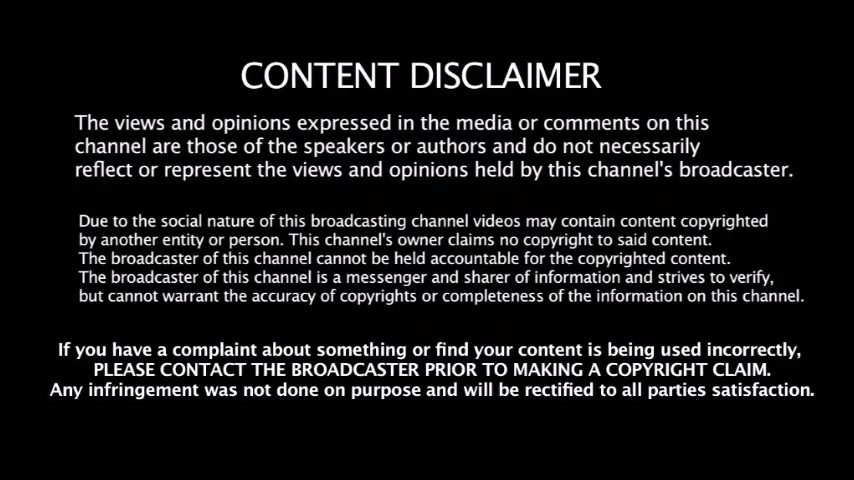 CONTENT DISCLAIMER
The views and opinions expressed in the media or comments on this
channel are those of the speakers or authors and do not necessarily
reflect or represent the views and opinions held by this channel's broadcaster.
Due to the social nature of this broadcasting channel videos may contain content copyrighted
by another entity or person. This channel's owner claims no copyright to said content.
The broadcaster of this channel cannot be held accountable for the copyrighted content.
The broadcaster of this channel is a messenger and sharer of information and strives to verify,
but cannot warrant the accuracy of copyrights or completeness of the information on this channel.
If you have a complaint about something or find your content is being used incorrectly,
PLEASE CONTACT THE BROADCASTER PRIOR TO MAKING A COPYRIGHT CLAIM.
Any infringement was not done on purpose and will be rectified to all parties satisfaction.